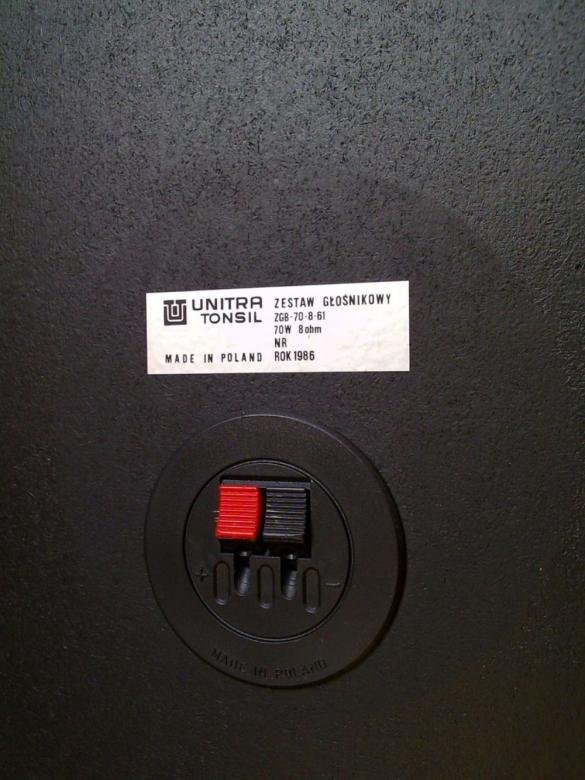 UNITRA
TONSIL
MADE IN POLAND
ZESTAW GŁOŚNIKOWY
ZGB-70-8-61
70W 8ohm
NR
ROK 1986
+ −
MADE IN POLAND